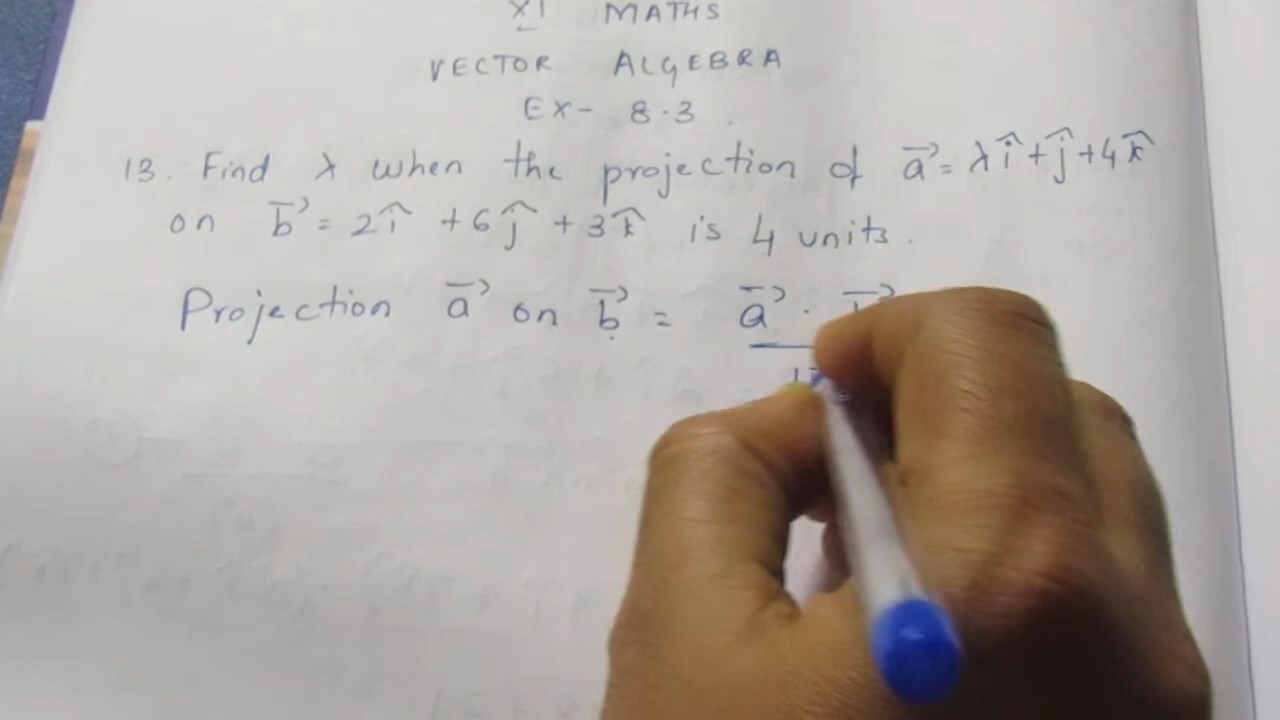 XI MATHS
VECTOR ALGEBRA
EX- 8.3.
13. Find λ when the projection of a⃗ = λî + ĵ + 4k̂
on b⃗ = 2î + 6ĵ + 3k̂ is 4 units.
Projection a⃗ on b⃗ = a⃗ ·